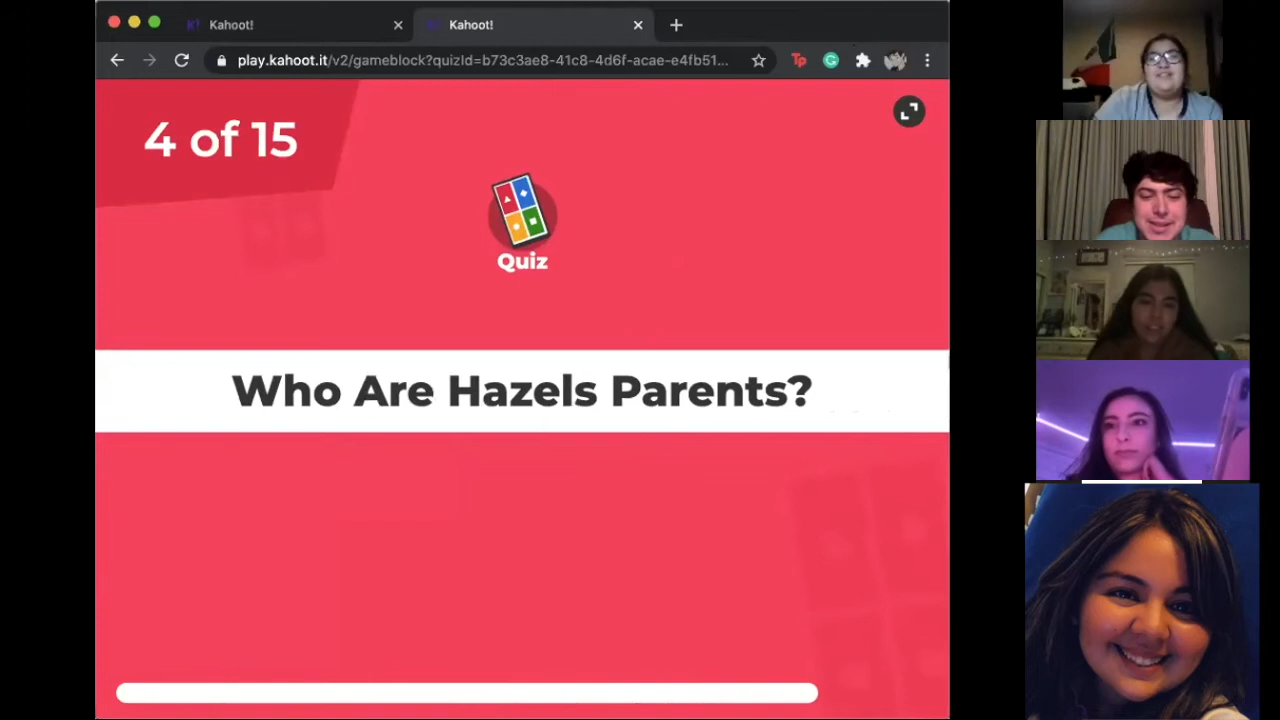 Kahoot!
Kahoot!
play.kahoot.it/v2/gameblock?quizId=b73c3ae8-41c8-4d6f-acae-e4fb51...
4 of 15
Quiz
Who Are Hazels Parents?